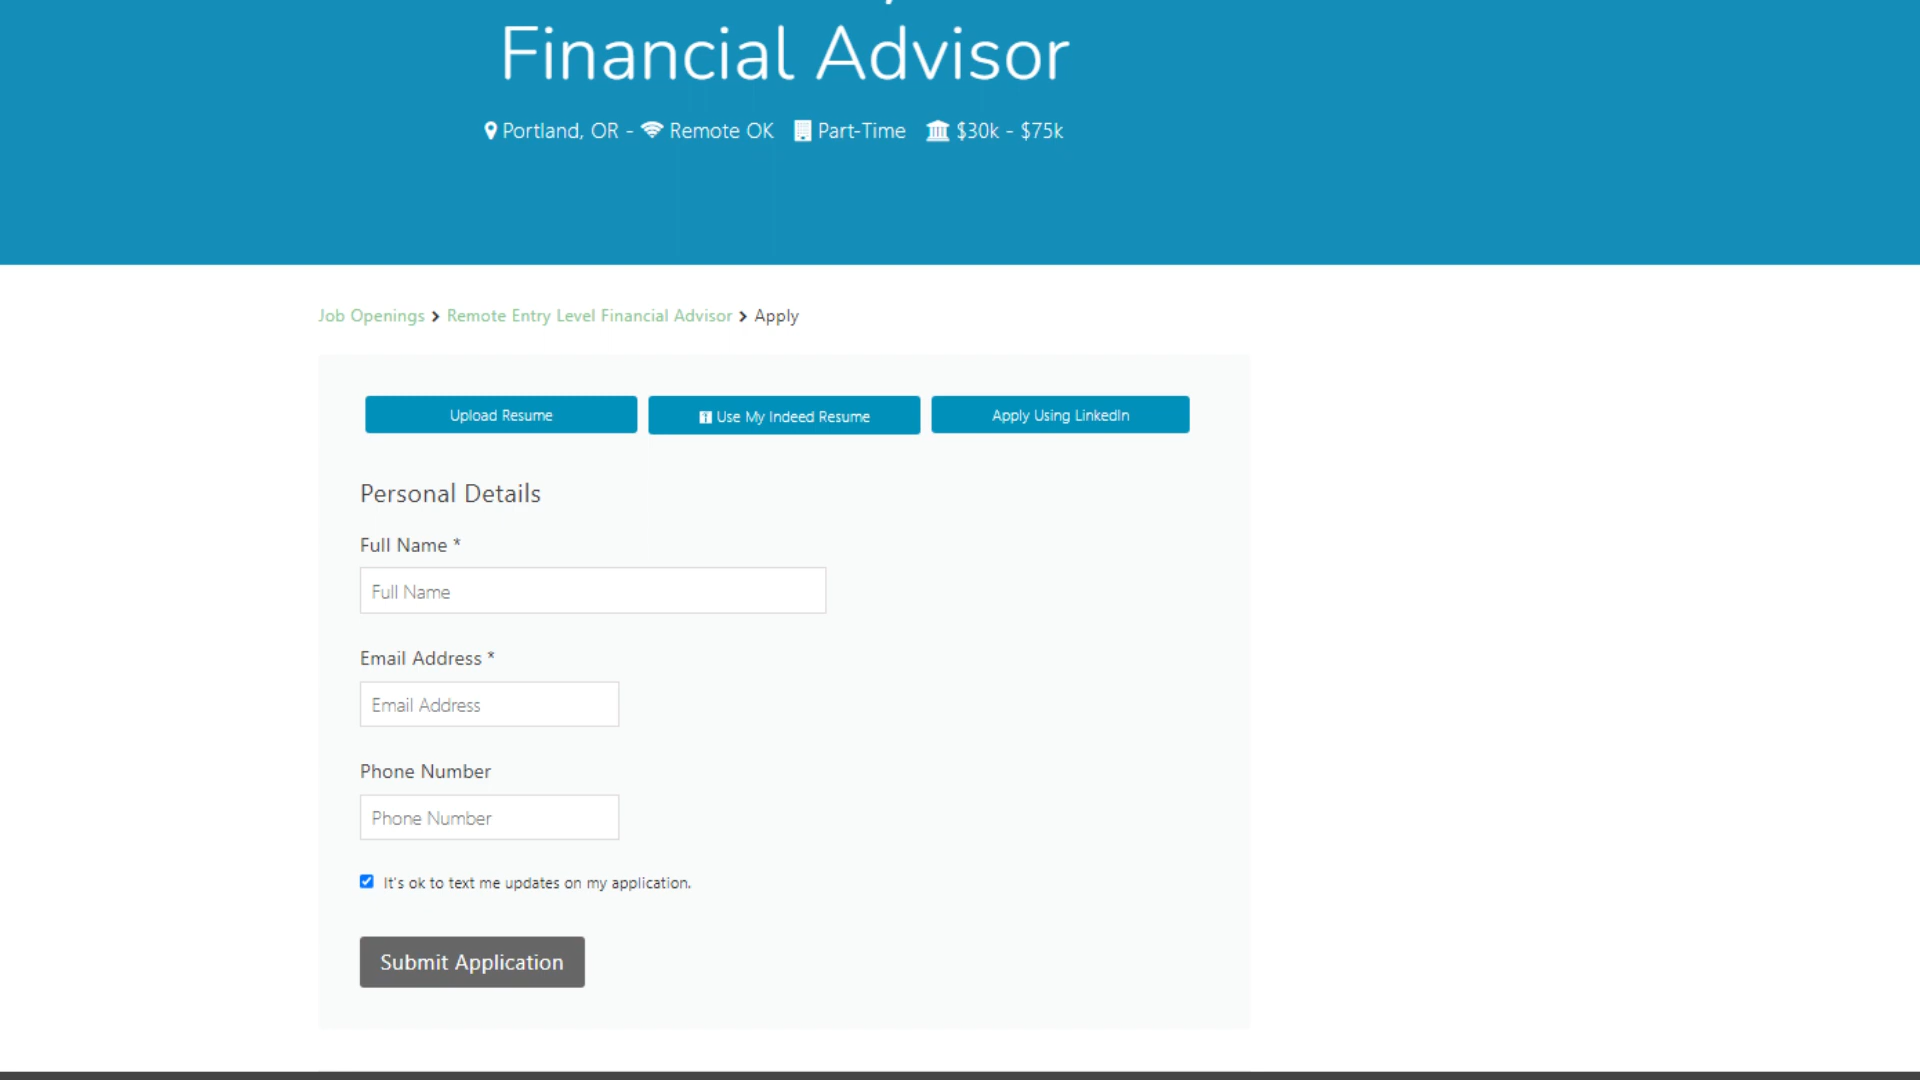 Financial Advisor
Portland, OR - Remote OK Part-Time $30k - $75k
Job Openings > Remote Entry Level Financial Advisor > Apply
Upload Resume Use My Indeed Resume Apply Using LinkedIn
Personal Details
Full Name *
Full Name
Email Address *
Email Address
Phone Number
Phone Number
It's ok to text me updates on my application.
Submit Application